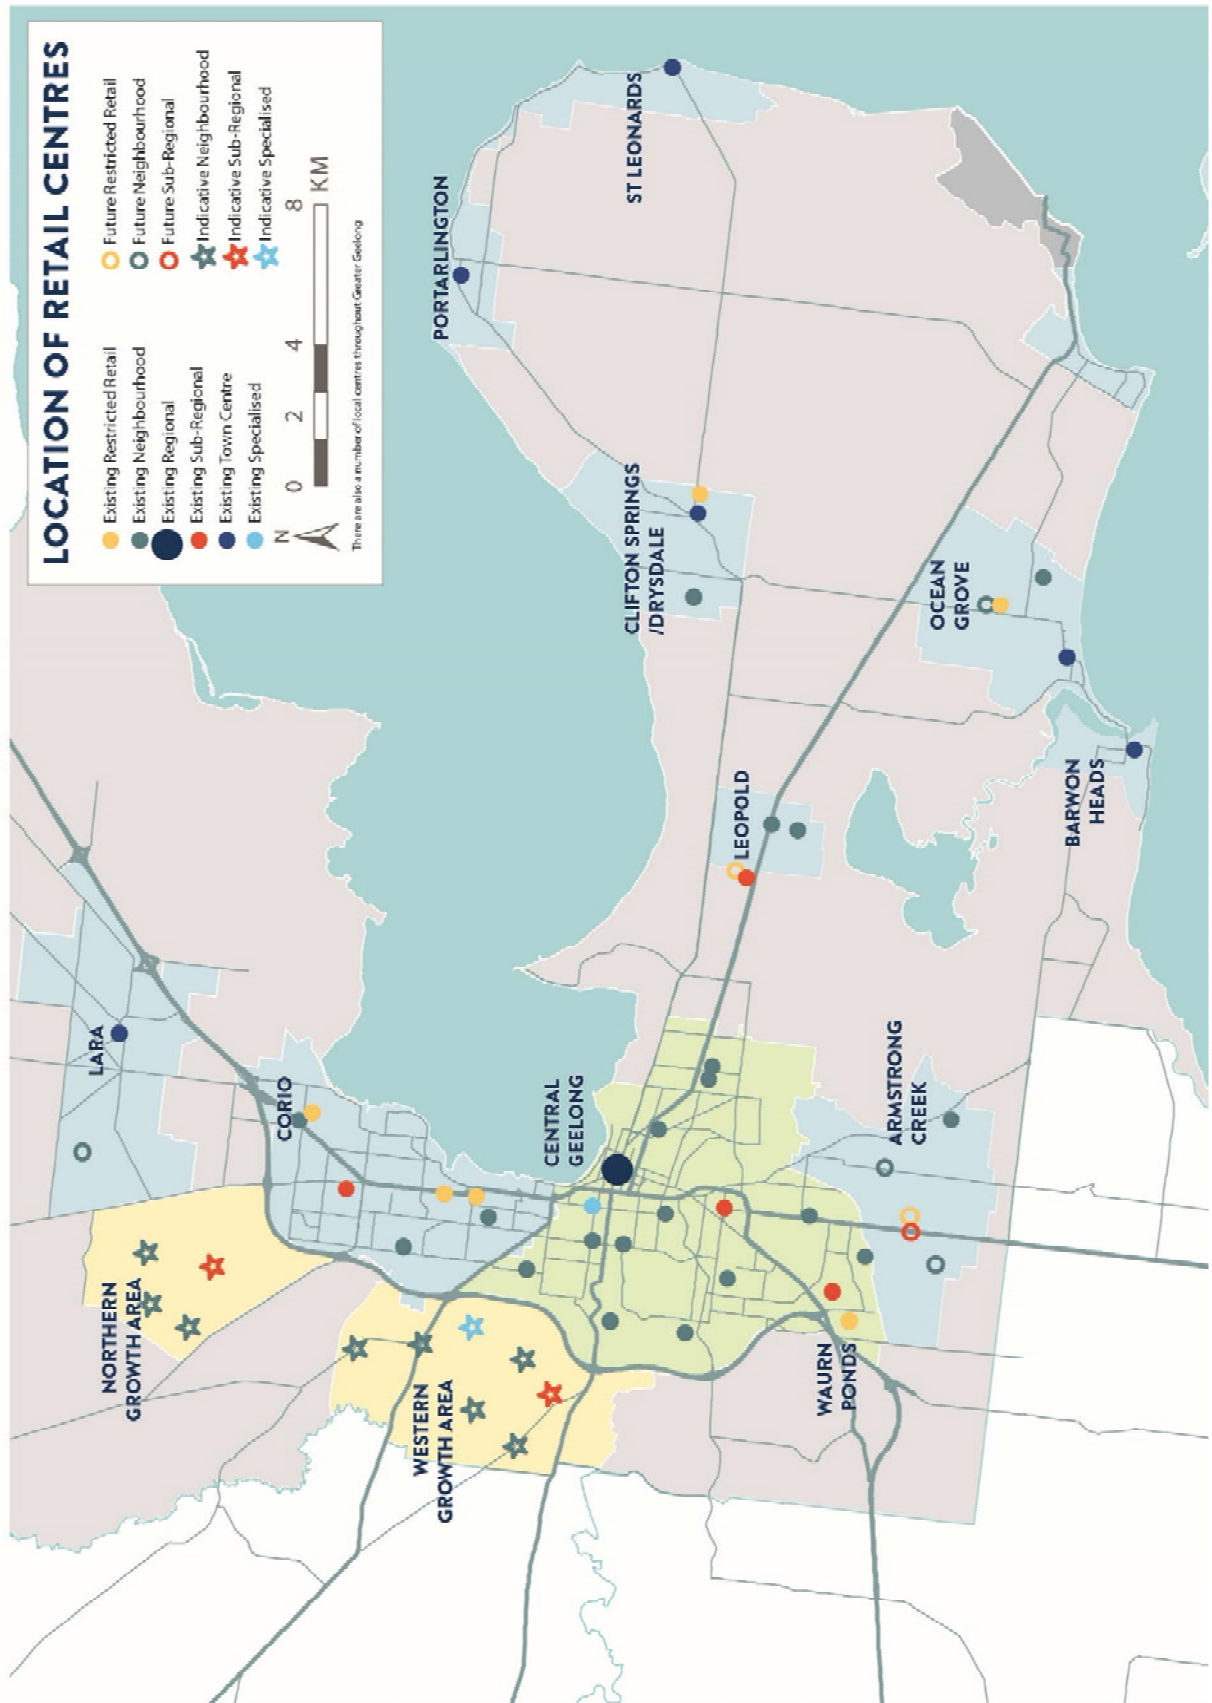 LOCATION OF RETAIL CENTRES
Existing Restricted Retail
Existing Neighbourhood
Existing Regional
Existing Sub-Regional
Existing Town Centre
Existing Specialised
Future Restricted Retail
Future Neighbourhood
Future Sub-Regional
Indicative Neighbourhood
Indicative Sub-Regional
Indicative Specialised
N
0 2 4 8
KM
There are also a number of local centres throughout Greater Geelong
NORTHERN
GROWTH AREA
LARA
CORIO
WESTERN
GROWTH AREA
CENTRAL
GEELONG
PORTARLINGTON
ST LEONARDS
CLIFTON SPRINGS
/DRYSDALE
LEOPOLD
WAURN
PONDS
ARMSTRONG
CREEK
OCEAN
GROVE
BARWON
HEADS